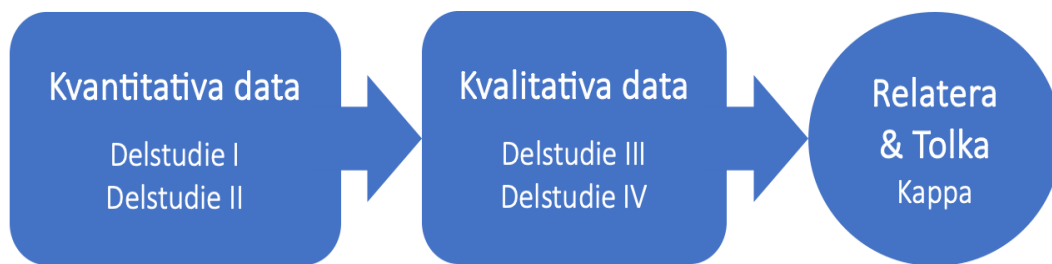 Kvantitativa data
Delstudie I
Delstudie II
Kvalitativa data
Delstudie III
Delstudie IV
Relatera
& Tolka
Kappa